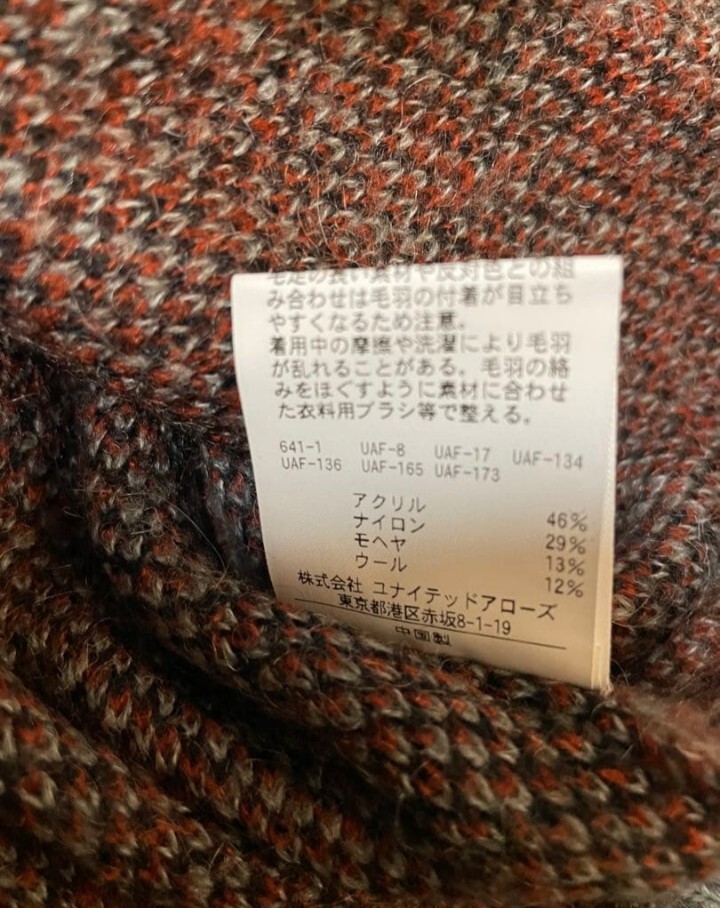 毛足の長い素材や反対色との組
み合わせは毛羽の付着が目立ち
やすくなるため注意。
着用中の摩擦や洗濯により毛羽
が乱れることがある。毛羽の絡
みをほぐすように素材に合わせ
た衣料用ブラシ等で整える。
641-1 UAF-8 UAF-17 UAF-134
UAF-136 UAF-165 UAF-173
アクリル 46%
ナイロン 29%
モヘヤ 13%
ウール 12%
株式会社 ユナイテッドアローズ
東京都港区赤坂8-1-19
中国製